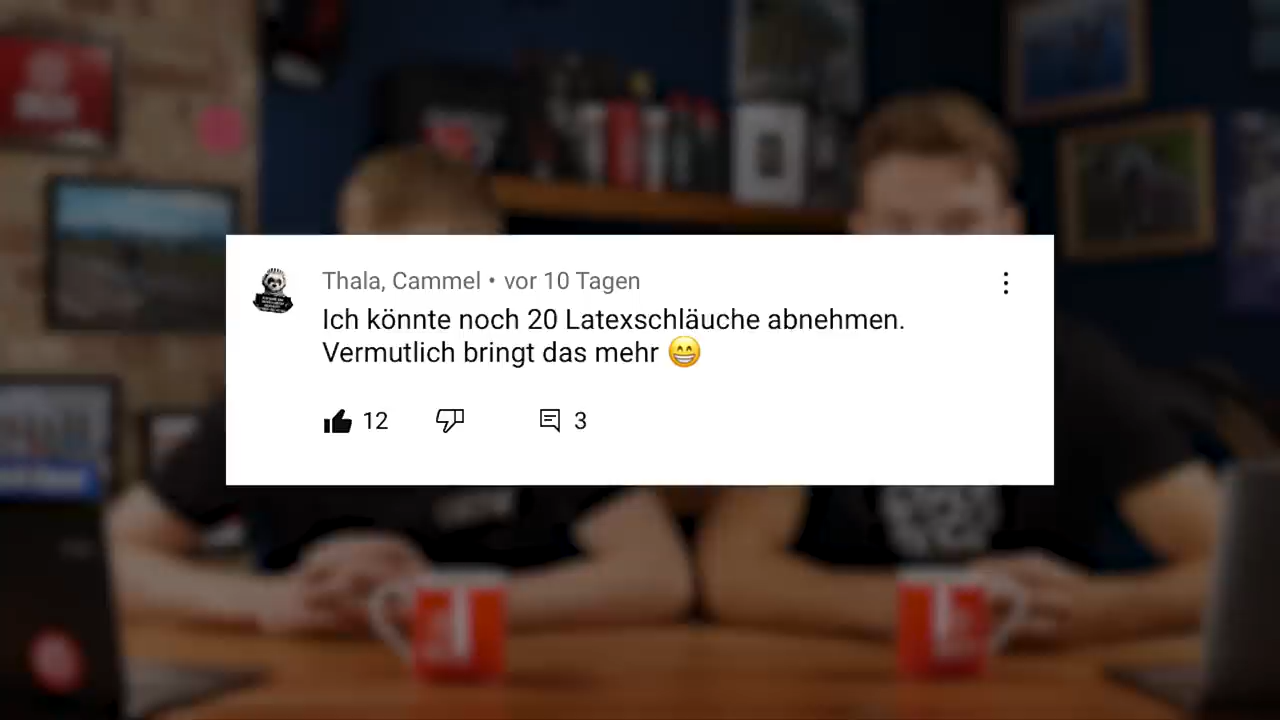 Thala, Cammel • vor 10 Tagen
Ich könnte noch 20 Latexschläuche abnehmen.
Vermutlich bringt das mehr 😁
12 3